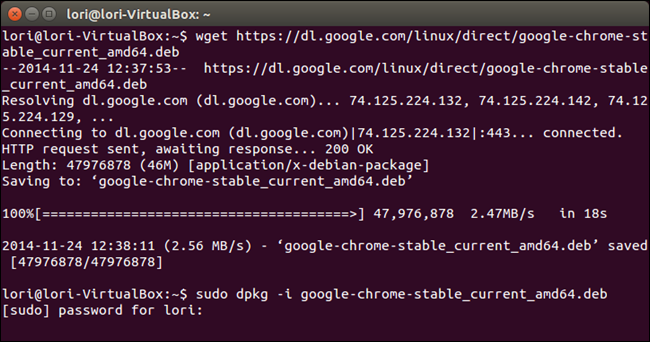 lori@lori-VirtualBox: ~
lori@lori-VirtualBox:~$ wget https://dl.google.com/linux/direct/google-chrome-st
able_current_amd64.deb
--2014-11-24 12:37:53--  https://dl.google.com/linux/direct/google-chrome-stable
_current_amd64.deb
Resolving dl.google.com (dl.google.com)... 74.125.224.132, 74.125.224.142, 74.12
5.224.129, ...
Connecting to dl.google.com (dl.google.com)|74.125.224.132|:443... connected.
HTTP request sent, awaiting response... 200 OK
Length: 47976878 (46M) [application/x-debian-package]
Saving to: ‘google-chrome-stable_current_amd64.deb’
100%[======================================>] 47,976,878  2.47MB/s   in 18s
2014-11-24 12:38:11 (2.56 MB/s) - ‘google-chrome-stable_current_amd64.deb’ saved
 [47976878/47976878]
lori@lori-VirtualBox:~$ sudo dpkg -i google-chrome-stable_current_amd64.deb
[sudo] password for lori: